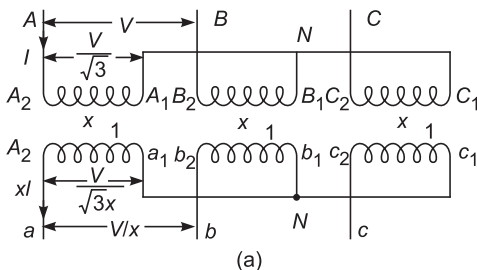 A V B N C
I V/√3
A₂ A₁ B₂ B₁ C₂ C₁
x x x
1 1 1
A₂ a₁ b₂ b₁ c₂ c₁
xI V/√3x
a V/x b N c
(a)